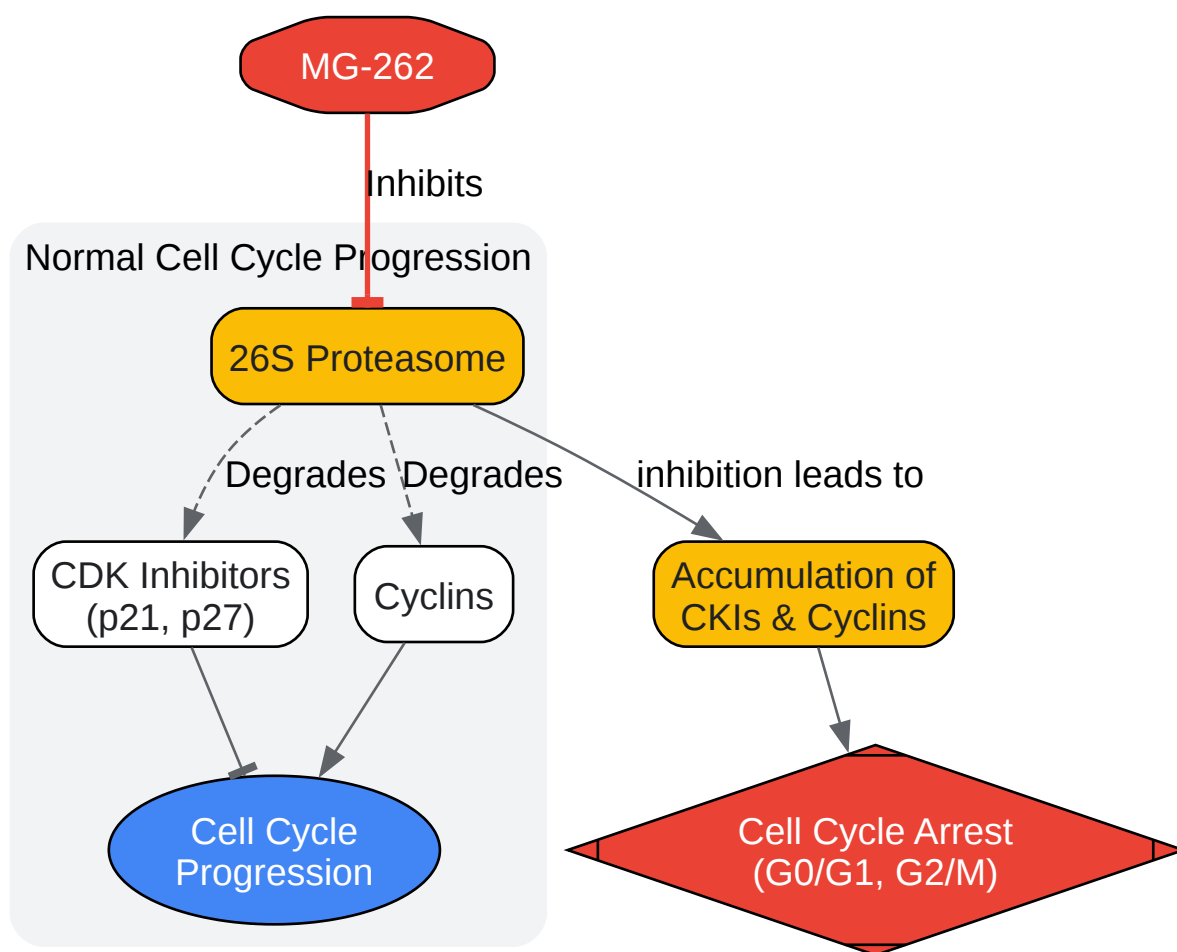 MG-262
Inhibits
Normal Cell Cycle Progression
26S Proteasome
Degrades
Degrades
inhibition leads to
CDK Inhibitors
(p21, p27)
Cyclins
Accumulation of
CKIs & Cyclins
Cell Cycle
Progression
Cell Cycle Arrest
(G0/G1, G2/M)